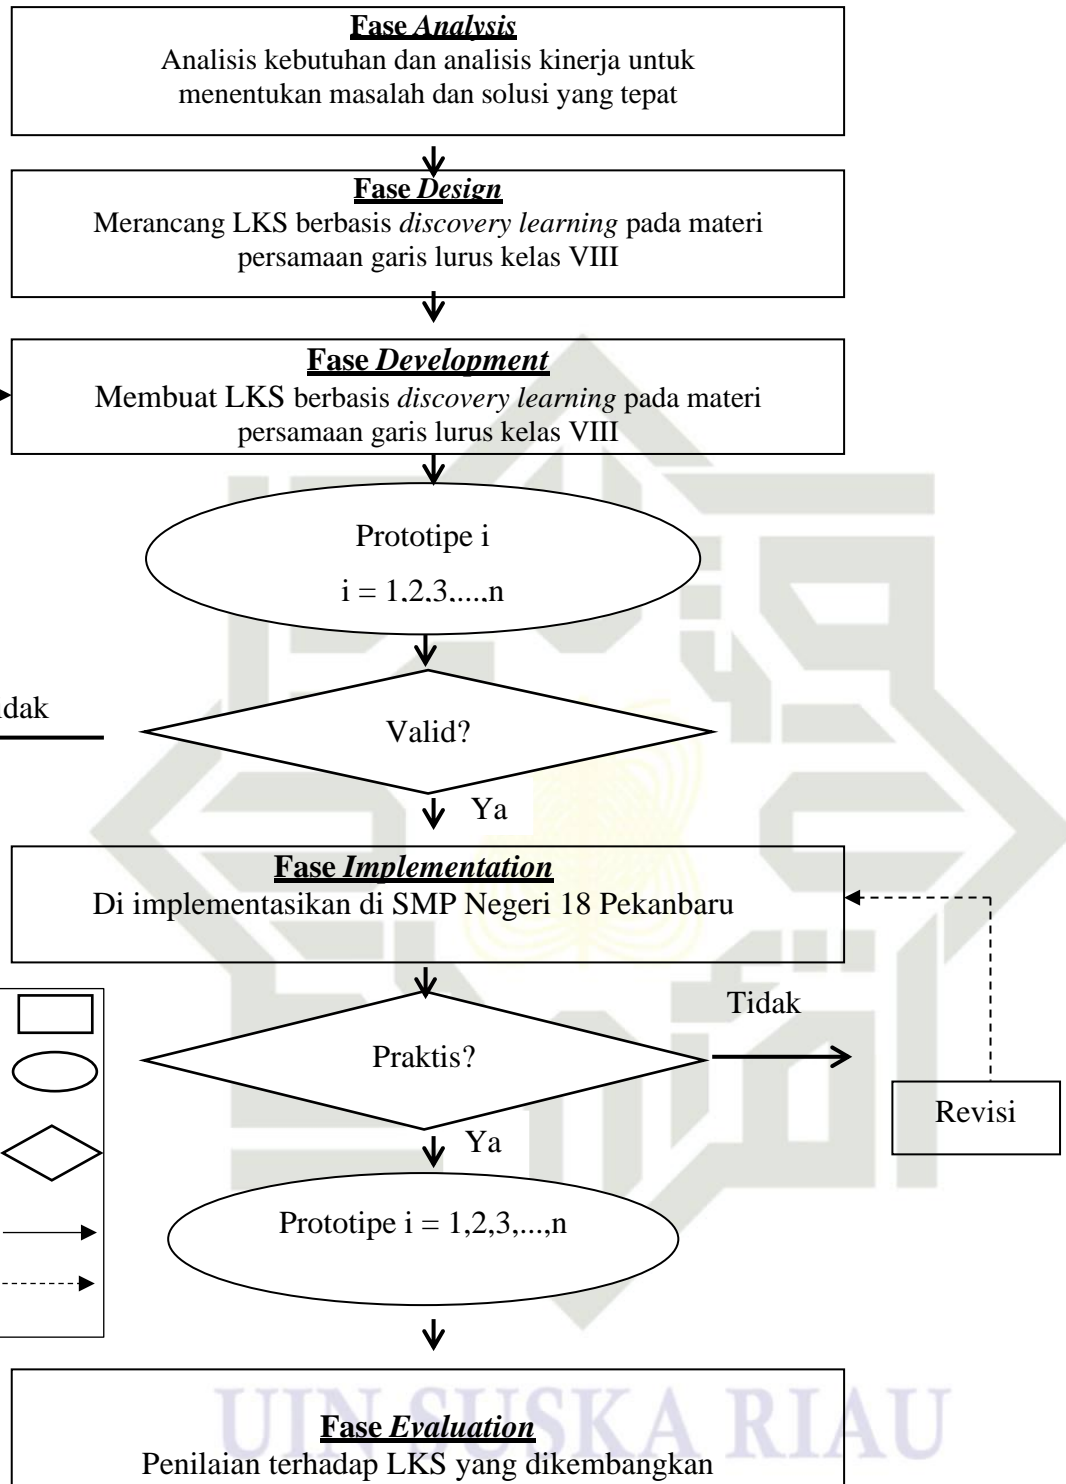 Fase Analysis
Analisis kebutuhan dan analisis kinerja untuk
menentukan masalah dan solusi yang tepat
Fase Design
Merancang LKS berbasis discovery learning pada materi
persamaan garis lurus kelas VIII
Fase Development
Membuat LKS berbasis discovery learning pada materi
persamaan garis lurus kelas VIII
Prototipe i
i = 1,2,3,...,n
idak
Valid?
Ya
Fase Implementation
Di implementasikan di SMP Negeri 18 Pekanbaru
Tidak
Praktis?
Revisi
Ya
Prototipe i = 1,2,3,...,n
UIN SUSKA RIAU
Fase Evaluation
Penilaian terhadap LKS yang dikembangkan